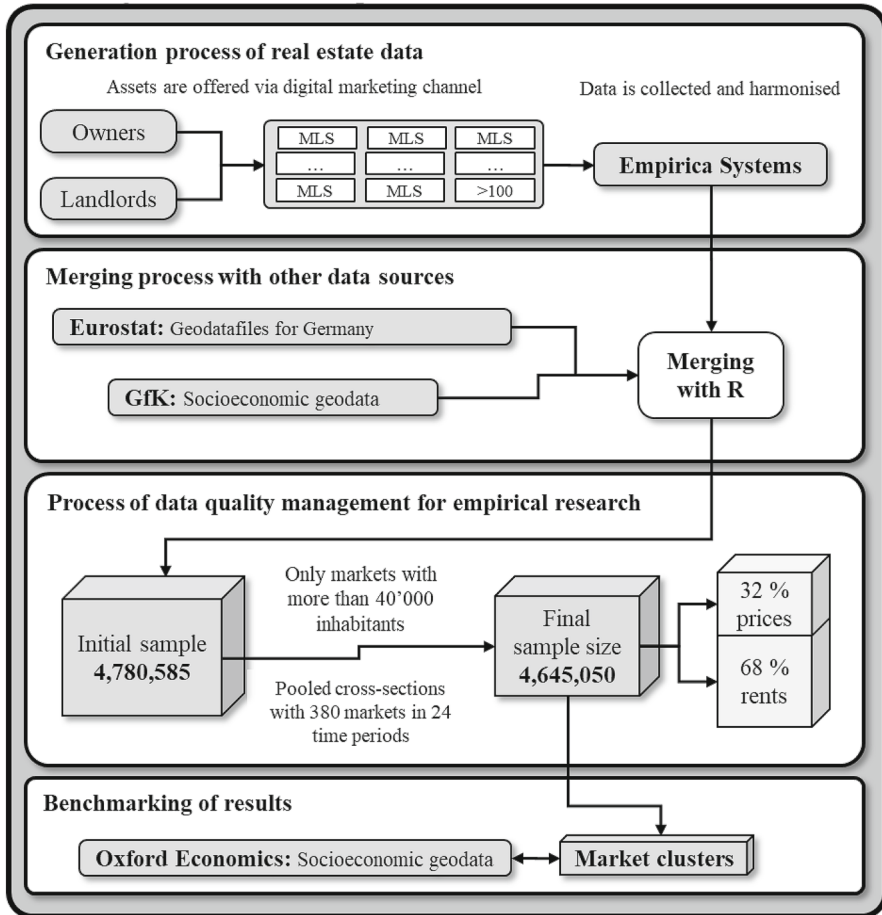 Generation process of real estate data
Assets are offered via digital marketing channel
Data is collected and harmonised
Owners
Landlords
MLS MLS MLS
... ... ...
MLS MLS >100
Empirica Systems
Merging process with other data sources
Eurostat: Geodatafiles for Germany
GfK: Socioeconomic geodata
Merging
with R
Process of data quality management for empirical research
Initial sample
4,780,585
Only markets with
more than 40’000
inhabitants
Pooled cross-sections
with 380 markets in 24
time periods
Final
sample size
4,645,050
32 %
prices
68 %
rents
Benchmarking of results
Oxford Economics: Socioeconomic geodata
Market clusters